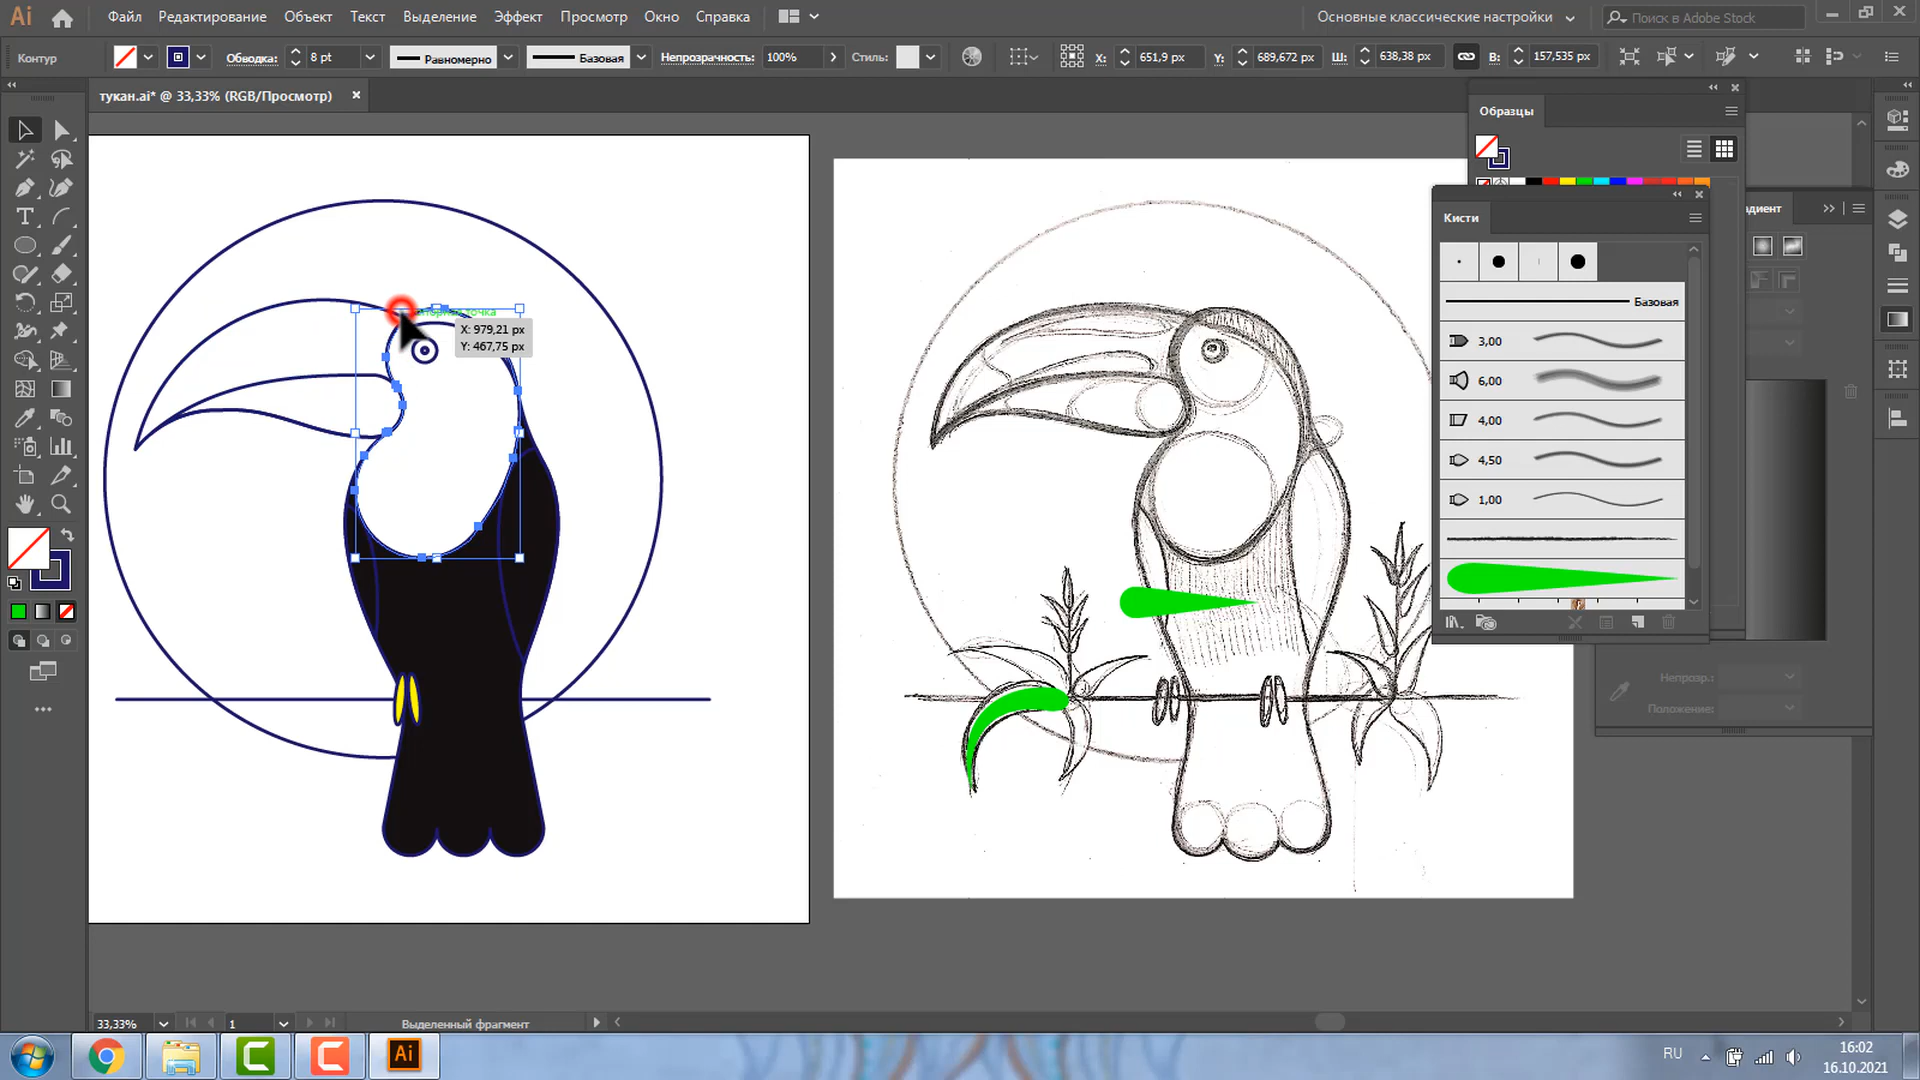 Ai Файл Редактирование Объект Текст Выделение Эффект Просмотр Окно Справка Основные классические настройки Поиск в Adobe Stock
Контур Обводка: 8 pt Равномерно Базовая Непрозрачность: 100% Стиль: X: 651,9 px Y: 689,672 px Ш: 638,38 px В: 157,535 px
тукан.ai* @ 33,33% (RGB/Просмотр)
Образцы
Кисти
диент
Базовая
3,00
6,00
4,00
4,50
1,00
точка
X: 979,21 px
Y: 467,75 px
Непрозр.:
Положение:
33,33% 1 Выделенный фрагмент
Ai
RU
16:02
16.10.2021